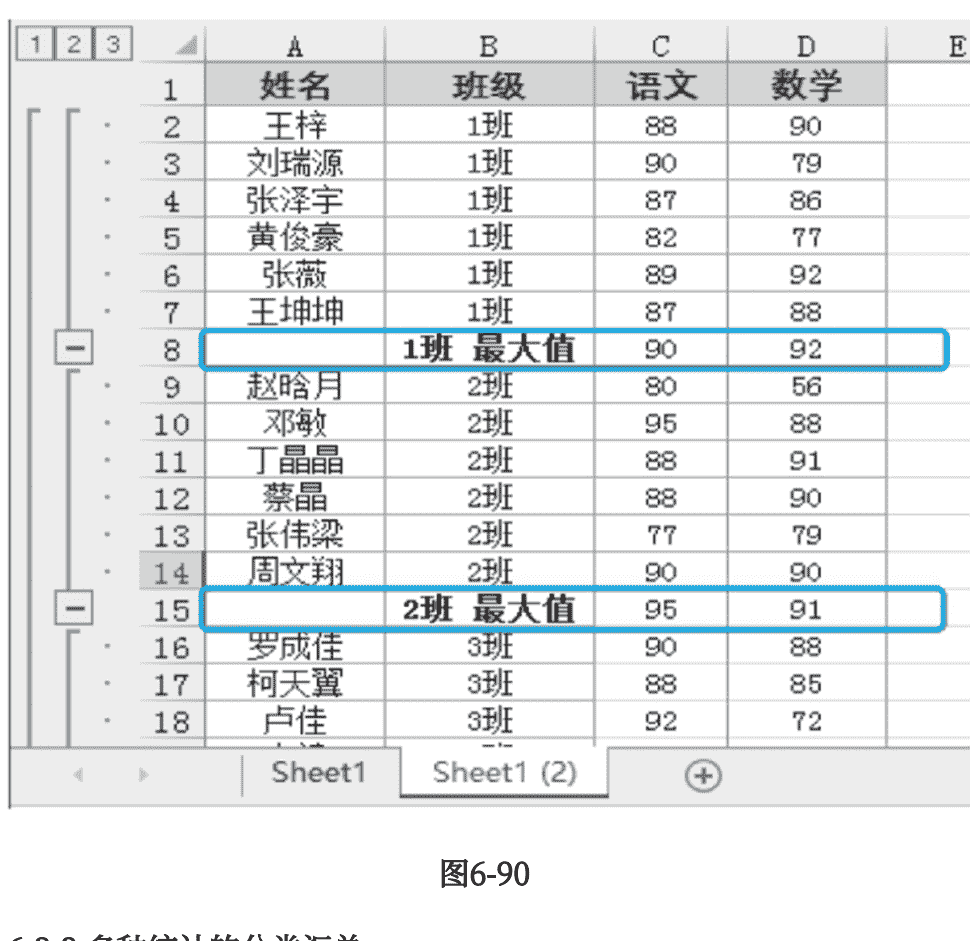 1 2 3 A B C D E
1 姓名 班级 语文 数学
2 王梓 1班 88 90
3 刘瑞源 1班 90 79
4 张泽宇 1班 87 86
5 黄俊豪 1班 82 77
6 张薇 1班 89 92
7 王坤坤 1班 87 88
8 1班 最大值 90 92
9 赵晗月 2班 80 56
10 邓敏 2班 95 88
11 丁晶晶 2班 88 91
12 蔡晶 2班 88 90
13 张伟梁 2班 77 79
14 周文翔 2班 90 90
15 2班 最大值 95 91
16 罗成佳 3班 90 88
17 柯天翼 3班 88 85
18 卢佳 3班 92 72
Sheet1 Sheet1 (2)
图6-90